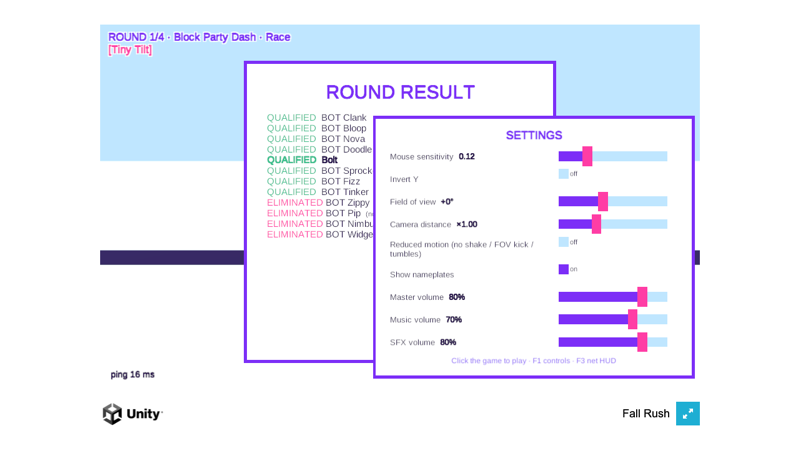 ROUND 1/4 · Block Party Dash · Race
[Tiny Tilt]
ROUND RESULT
QUALIFIED BOT Clank
QUALIFIED BOT Bloop
QUALIFIED BOT Nova
QUALIFIED BOT Doodle
QUALIFIED Bolt
QUALIFIED BOT Sprock
QUALIFIED BOT Fizz
QUALIFIED BOT Tinker
ELIMINATED BOT Zippy
ELIMINATED BOT Pip
ELIMINATED BOT Nimbu
ELIMINATED BOT Widge
SETTINGS
Mouse sensitivity 0.12
Invert Y off
Field of view +0°
Camera distance ×1.00
Reduced motion (no shake / FOV kick / tumbles) off
Show nameplates on
Master volume 80%
Music volume 70%
SFX volume 80%
Click the game to play · F1 controls · F3 net HUD
ping 16 ms
Unity
Fall Rush